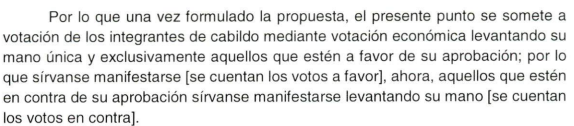 Por lo que una vez formulado la propuesta, el presente punto se somete a
votación de los integrantes de cabildo mediante votación económica levantando su
mano única y exclusivamente aquellos que estén a favor de su aprobación; por lo
que sírvanse manifestarse [se cuentan los votos a favor], ahora, aquellos que estén
en contra de su aprobación sírvanse manifestarse levantando su mano [se cuentan
los votos en contra].